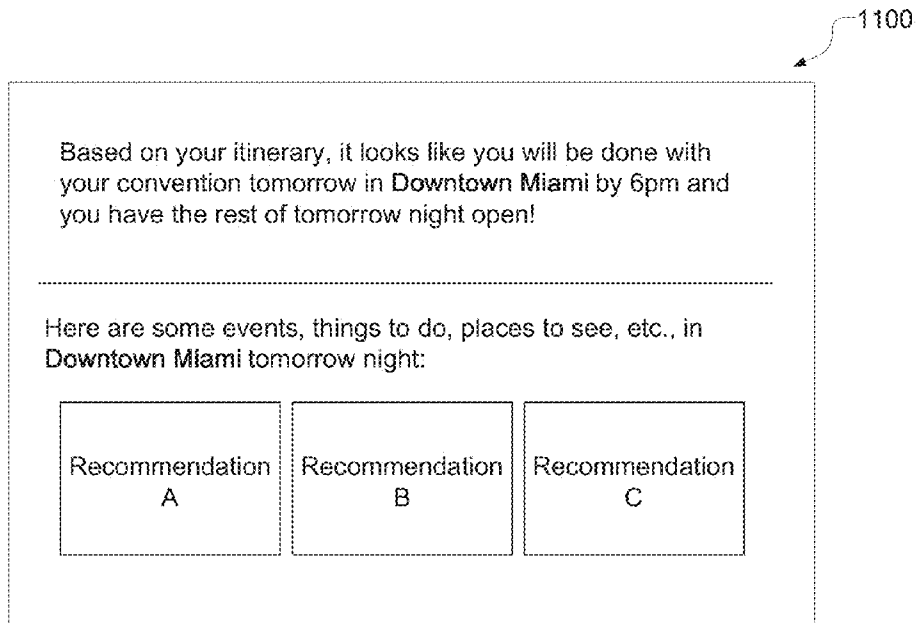 1100
Based on your itinerary, it looks like you will be done with
your convention tomorrow in Downtown Miami by 6pm and
you have the rest of tomorrow night open!
Here are some events, things to do, places to see, etc., in
Downtown Miami tomorrow night:
Recommendation Recommendation Recommendation
A B C